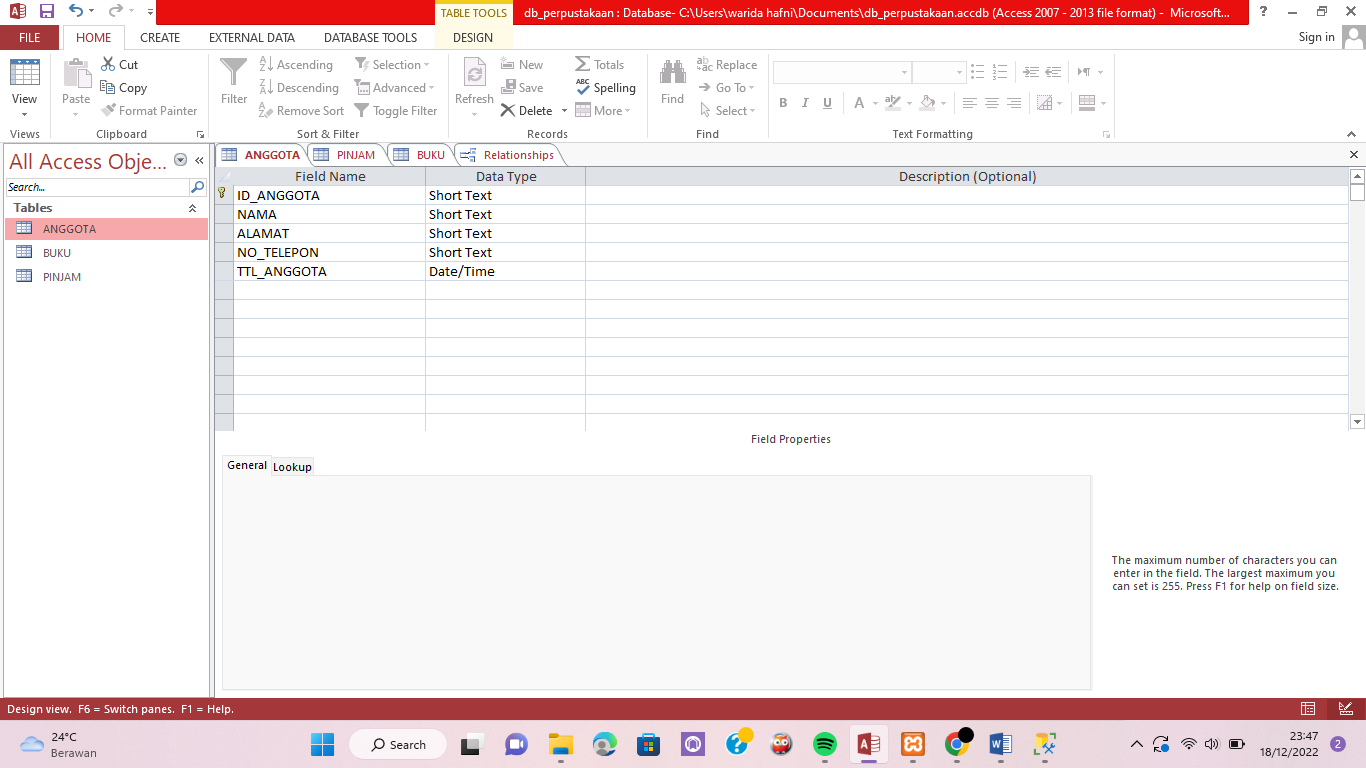 TABLE TOOLS db_perpustakaan : Database- C:\Users\warida hafni\Documents\db_perpustakaan.accdb (Access 2007 - 2013 file format) - Microsoft... ?
FILE HOME CREATE EXTERNAL DATA DATABASE TOOLS DESIGN Sign in
View Paste Cut Copy Format Painter Filter Ascending Descending Remove Sort Selection Advanced Toggle Filter Refresh New Save Delete Totals Spelling More Find Replace Go To Select B I U A
Views Clipboard Sort & Filter Records Find Text Formatting
All Access Obje... «
Search...
Tables
ANGGOTA
BUKU
PINJAM
ANGGOTA PINJAM BUKU Relationships
Field Name Data Type Description (Optional)
ID_ANGGOTA Short Text
NAMA Short Text
ALAMAT Short Text
NO_TELEPON Short Text
TTL_ANGGOTA Date/Time
Field Properties
General Lookup
The maximum number of characters you can
enter in the field. The largest maximum you
can set is 255. Press F1 for help on field size.
Design view. F6 = Switch panes. F1 = Help.
24°C
Berawan
Search
23:47
18/12/2022
2